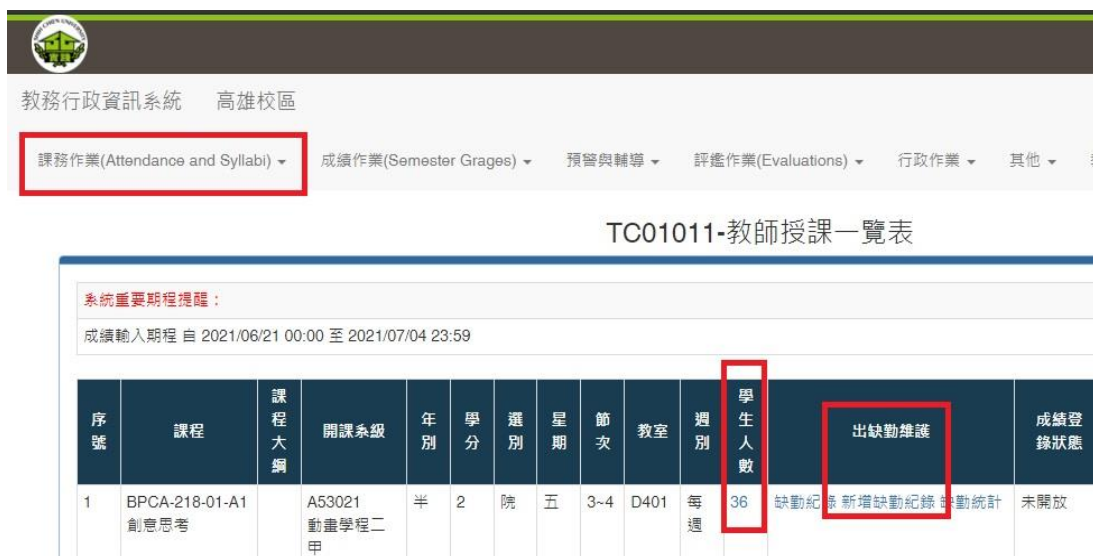 教務行政資訊系統 高雄校區
課務作業(Attendance and Syllabi) 成績作業(Semester Grages) 預警與輔導 評鑑作業(Evaluations) 行政作業 其他
TC01011-教師授課一覽表
系統重要期程提醒：
成績輸入期程 自 2021/06/21 00:00 至 2021/07/04 23:59
序號 課程 課程大綱 開課系級 年別 學分 選別 星期 節次 教室 週別 學生人數 出缺勤維護 成績登錄狀態
1 BPCA-218-01-A1 A53021 半 2 院 五 3~4 D401 每週 36 缺勤紀錄 新增缺勤紀錄 缺勤統計 未開放
創意思考 動畫學程二甲